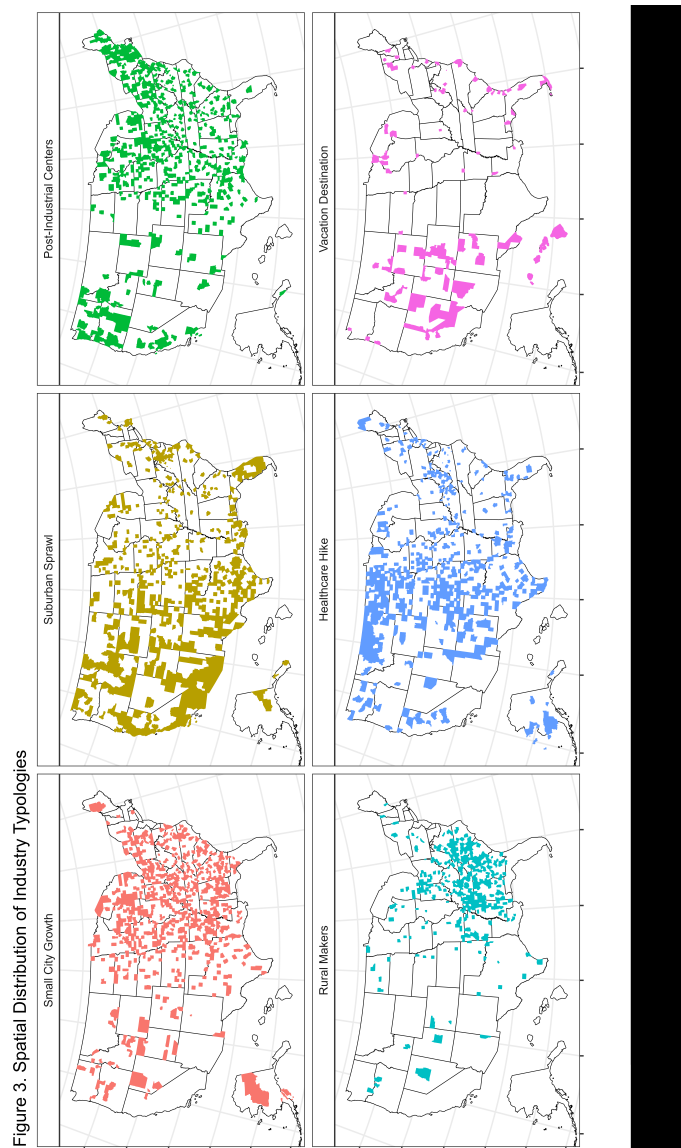 Figure 3. Spatial Distribution of Industry Typologies
Small City Growth
Suburban Sprawl
Post-Industrial Centers
Rural Makers
Healthcare Hike
Vacation Destination